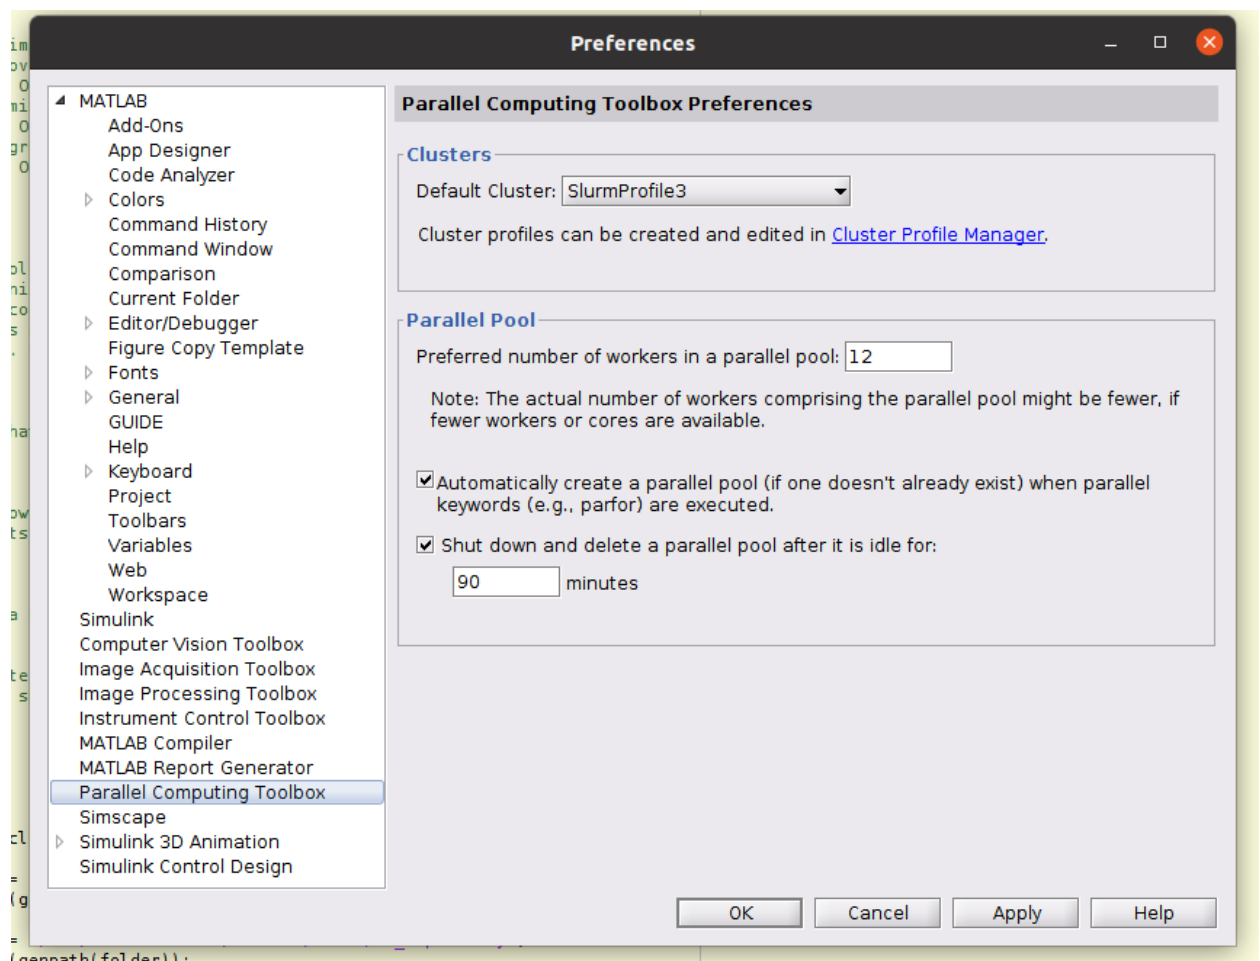 Preferences
MATLAB
Add-Ons
App Designer
Code Analyzer
Colors
Command History
Command Window
Comparison
Current Folder
Editor/Debugger
Figure Copy Template
Fonts
General
GUIDE
Help
Keyboard
Project
Toolbars
Variables
Web
Workspace
Simulink
Computer Vision Toolbox
Image Acquisition Toolbox
Image Processing Toolbox
Instrument Control Toolbox
MATLAB Compiler
MATLAB Report Generator
Parallel Computing Toolbox
Simscape
Simulink 3D Animation
Simulink Control Design
Parallel Computing Toolbox Preferences
Clusters
Default Cluster: SlurmProfile3
Cluster profiles can be created and edited in Cluster Profile Manager.
Parallel Pool
Preferred number of workers in a parallel pool: 12
Note: The actual number of workers comprising the parallel pool might be fewer, if
fewer workers or cores are available.
Automatically create a parallel pool (if one doesn't already exist) when parallel
keywords (e.g., parfor) are executed.
Shut down and delete a parallel pool after it is idle for:
90 minutes
OK Cancel Apply Help
(genpath(folder));